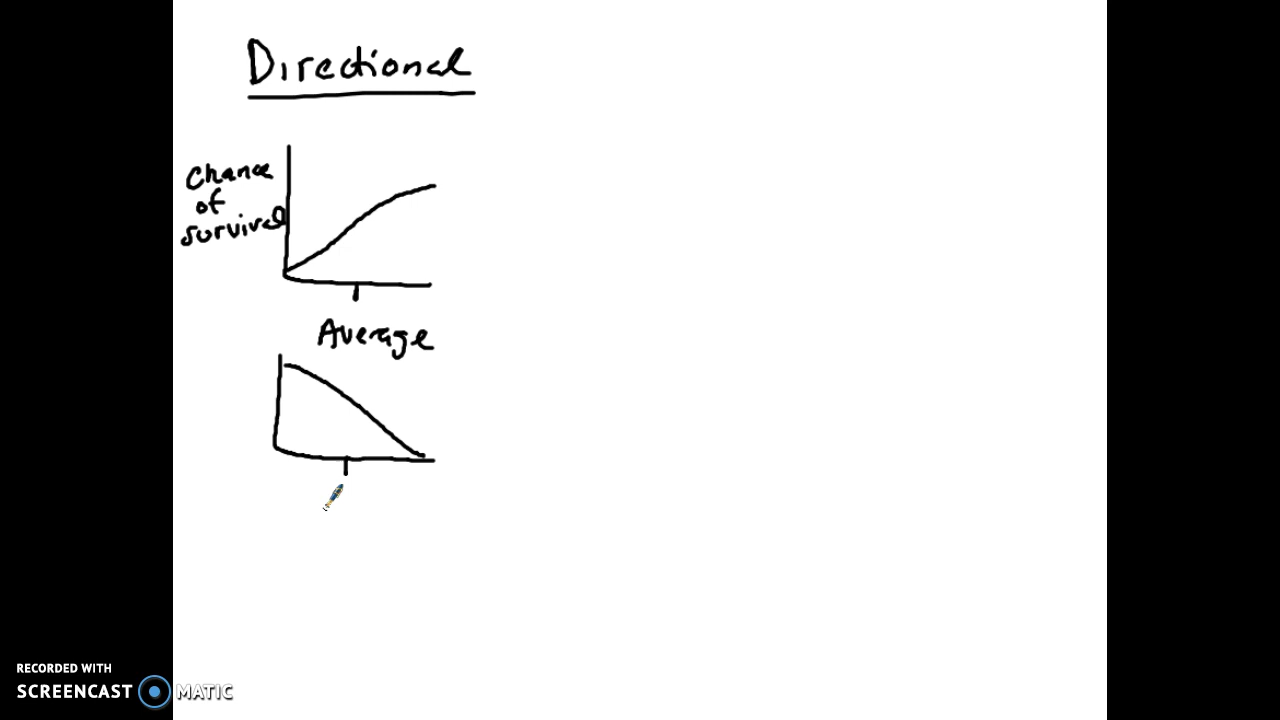 Directional
Chance
of
survival
Average
RECORDED WITH
SCREENCAST MATIC